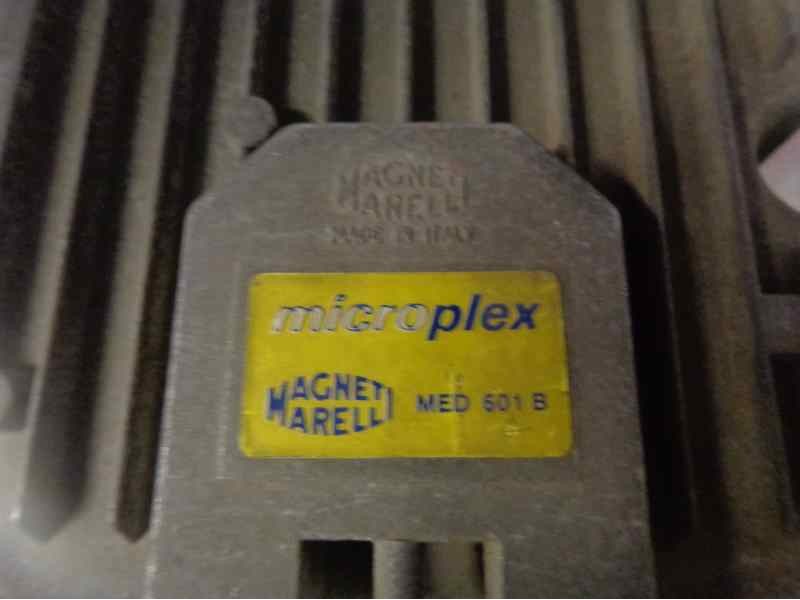 MAGNETI
MARELLI
MADE IN ITALY
microplex
MAGNETI
MARELLI
MED 601 B